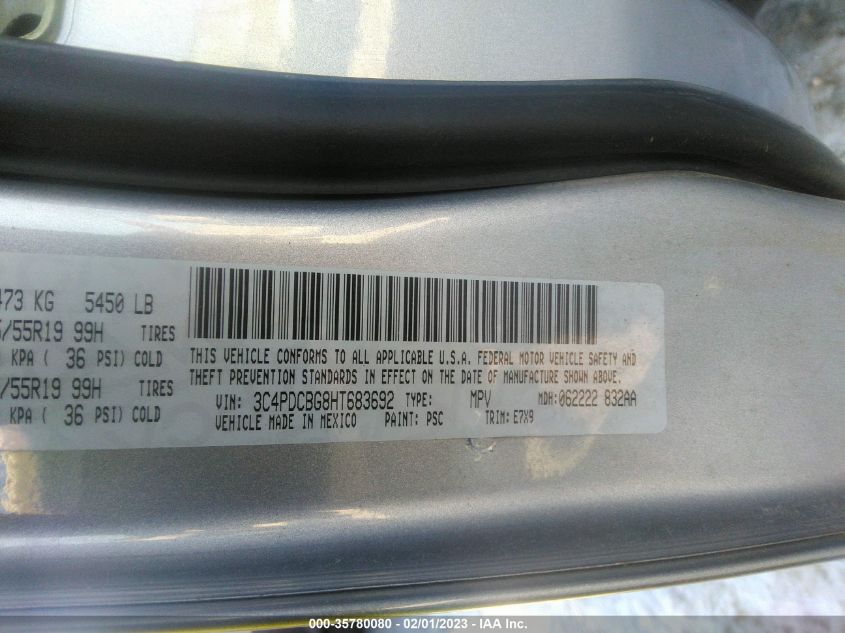 473 KG 5450 LB
/55R19 99H TIRES
KPA ( 36 PSI) COLD
/55R19 99H TIRES
KPA ( 36 PSI) COLD
THIS VEHICLE CONFORMS TO ALL APPLICABLE U.S.A. FEDERAL MOTOR VEHICLE SAFETY AND
THEFT PREVENTION STANDARDS IN EFFECT ON THE DATE OF MANUFACTURE SHOWN ABOVE.
VIN: 3C4PDCBG8HT683692 TYPE: MPV MDH: 062222 832AA
VEHICLE MADE IN MEXICO PAINT: PSC TRIM: E7X9
000-35780080 - 02/01/2023 - IAA Inc.